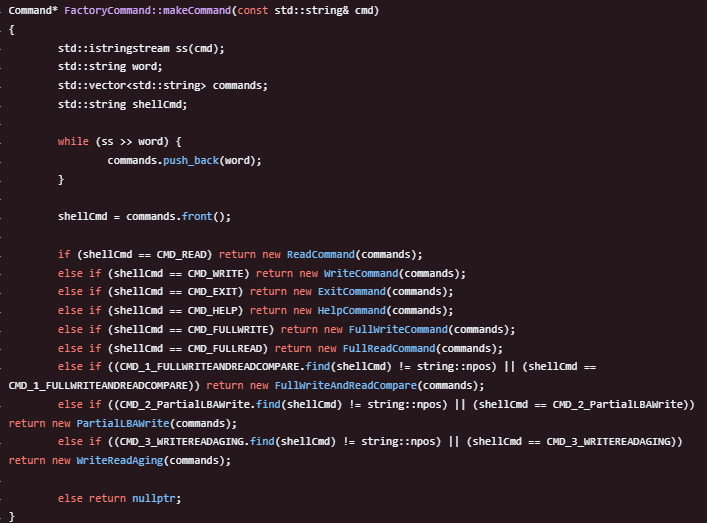 Command* FactoryCommand::makeCommand(const std::string& cmd)
{
        std::istringstream ss(cmd);
        std::string word;
        std::vector<std::string> commands;
        std::string shellCmd;

        while (ss >> word) {
                commands.push_back(word);
        }

        shellCmd = commands.front();

        if (shellCmd == CMD_READ) return new ReadCommand(commands);
        else if (shellCmd == CMD_WRITE) return new WriteCommand(commands);
        else if (shellCmd == CMD_EXIT) return new ExitCommand(commands);
        else if (shellCmd == CMD_HELP) return new HelpCommand(commands);
        else if (shellCmd == CMD_FULLWRITE) return new FullWriteCommand(commands);
        else if (shellCmd == CMD_FULLREAD) return new FullReadCommand(commands);
        else if ((CMD_1_FULLWRITEANDREADCOMPARE.find(shellCmd) != string::npos) || (shellCmd ==
CMD_1_FULLWRITEANDREADCOMPARE)) return new FullWriteAndReadCompare(commands);
        else if ((CMD_2_PartialLBAWrite.find(shellCmd) != string::npos) || (shellCmd == CMD_2_PartialLBAWrite))
return new PartialLBAWrite(commands);
        else if ((CMD_3_WRITEREADAGING.find(shellCmd) != string::npos) || (shellCmd == CMD_3_WRITEREADAGING))
return new WriteReadAging(commands);

        else return nullptr;
}